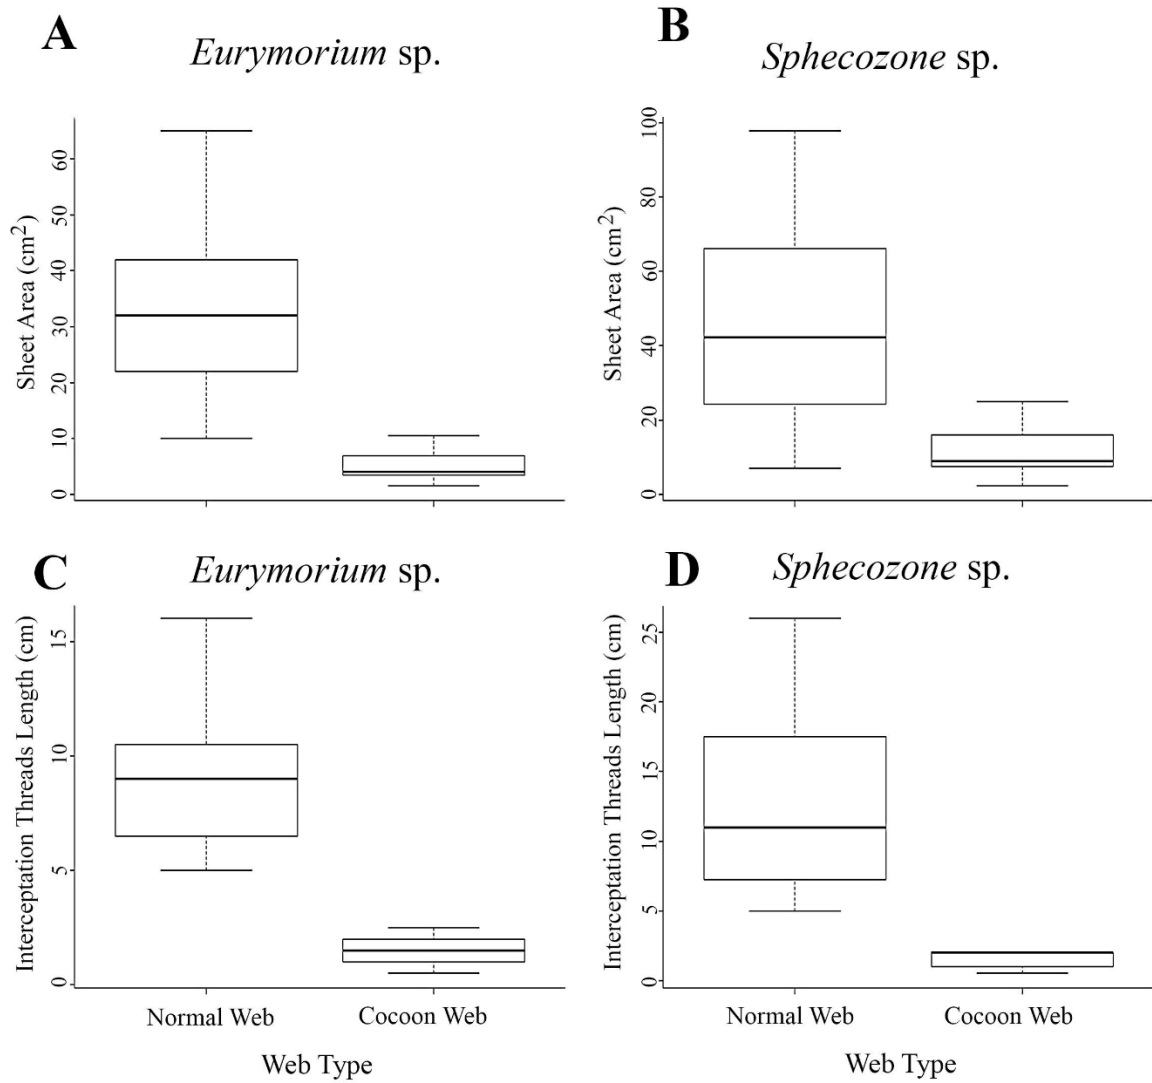 A
Eurymorium sp.
Sheet Area (cm²)
0
10
20
30
40
50
60
B
Sphecozone sp.
Sheet Area (cm²)
0
20
40
60
80
100
C
Eurymorium sp.
Interceptation Threads Length (cm)
0
5
10
15
Normal Web
Cocoon Web
Web Type
D
Sphecozone sp.
Interceptation Threads Length (cm)
0
5
10
15
20
25
Normal Web
Cocoon Web
Web Type